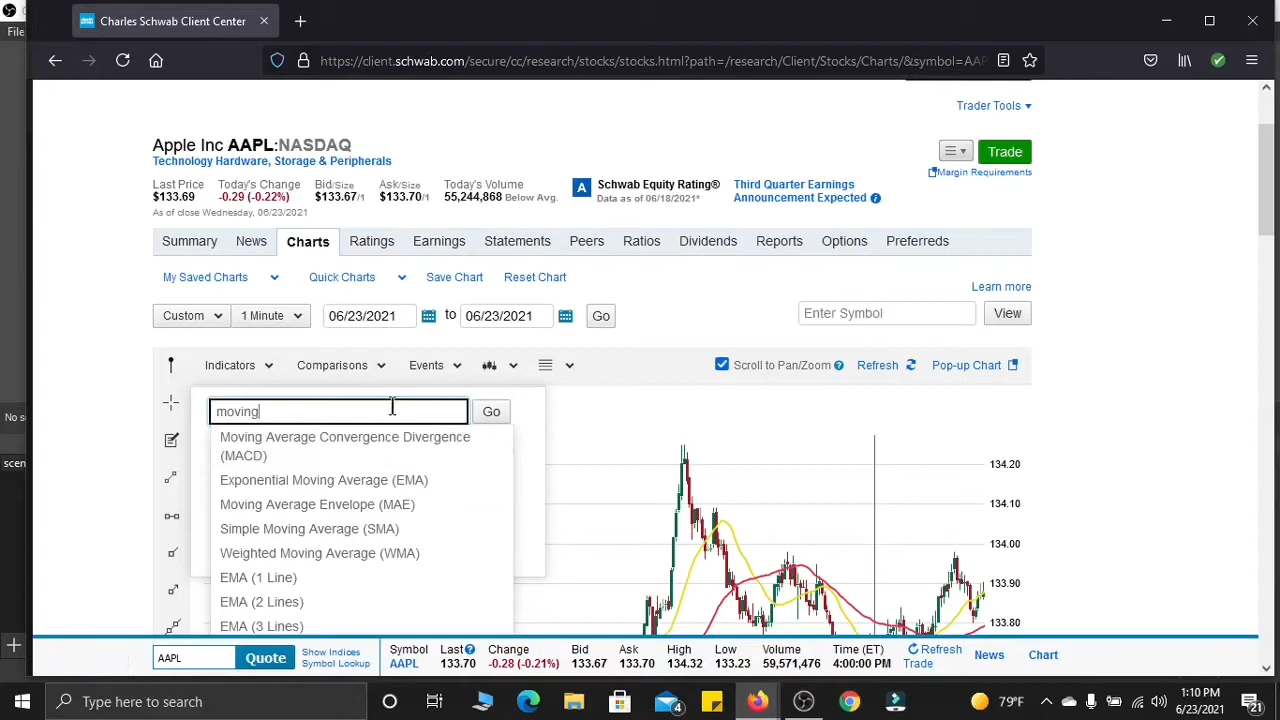 Charles Schwab Client Center
File
https://client.schwab.com/secure/cc/research/stocks/stocks.html?path=/research/Client/Stocks/Charts/&symbol=AAP
Trader Tools
Apple Inc AAPL:NASDAQ
Technology Hardware, Storage & Peripherals
Trade
Margin Requirements
Last Price Today's Change Bid/Size Ask/Size Today's Volume
$133.69 -0.29 (-0.22%) $133.67/1 $133.70/1 55,244,868 Below Avg.
As of close Wednesday, 06/23/2021
A Schwab Equity Rating®
Data as of 06/18/2021*
Third Quarter Earnings
Announcement Expected
Summary News Charts Ratings Earnings Statements Peers Ratios Dividends Reports Options Preferreds
My Saved Charts Quick Charts Save Chart Reset Chart
Learn more
Custom 1 Minute 06/23/2021 to 06/23/2021 Go Enter Symbol View
Indicators Comparisons Events Scroll to Pan/Zoom Refresh Pop-up Chart
moving Go
No s
scen
Moving Average Convergence Divergence
(MACD)
Exponential Moving Average (EMA)
Moving Average Envelope (MAE)
Simple Moving Average (SMA)
Weighted Moving Average (WMA)
EMA (1 Line)
EMA (2 Lines)
EMA (3 Lines)
134.20
134.10
134.00
133.90
133.80
AAPL Quote
Show Indices
Symbol Lookup
Symbol Last Change Bid Ask High Low Volume Time (ET) Refresh
AAPL 133.70 -0.28 (-0.21%) 133.67 133.70 134.32 133.23 59,571,476 4:00:00 PM Trade
News Chart
Type here to search
4
79°F
1:10 PM
6/23/2021
21